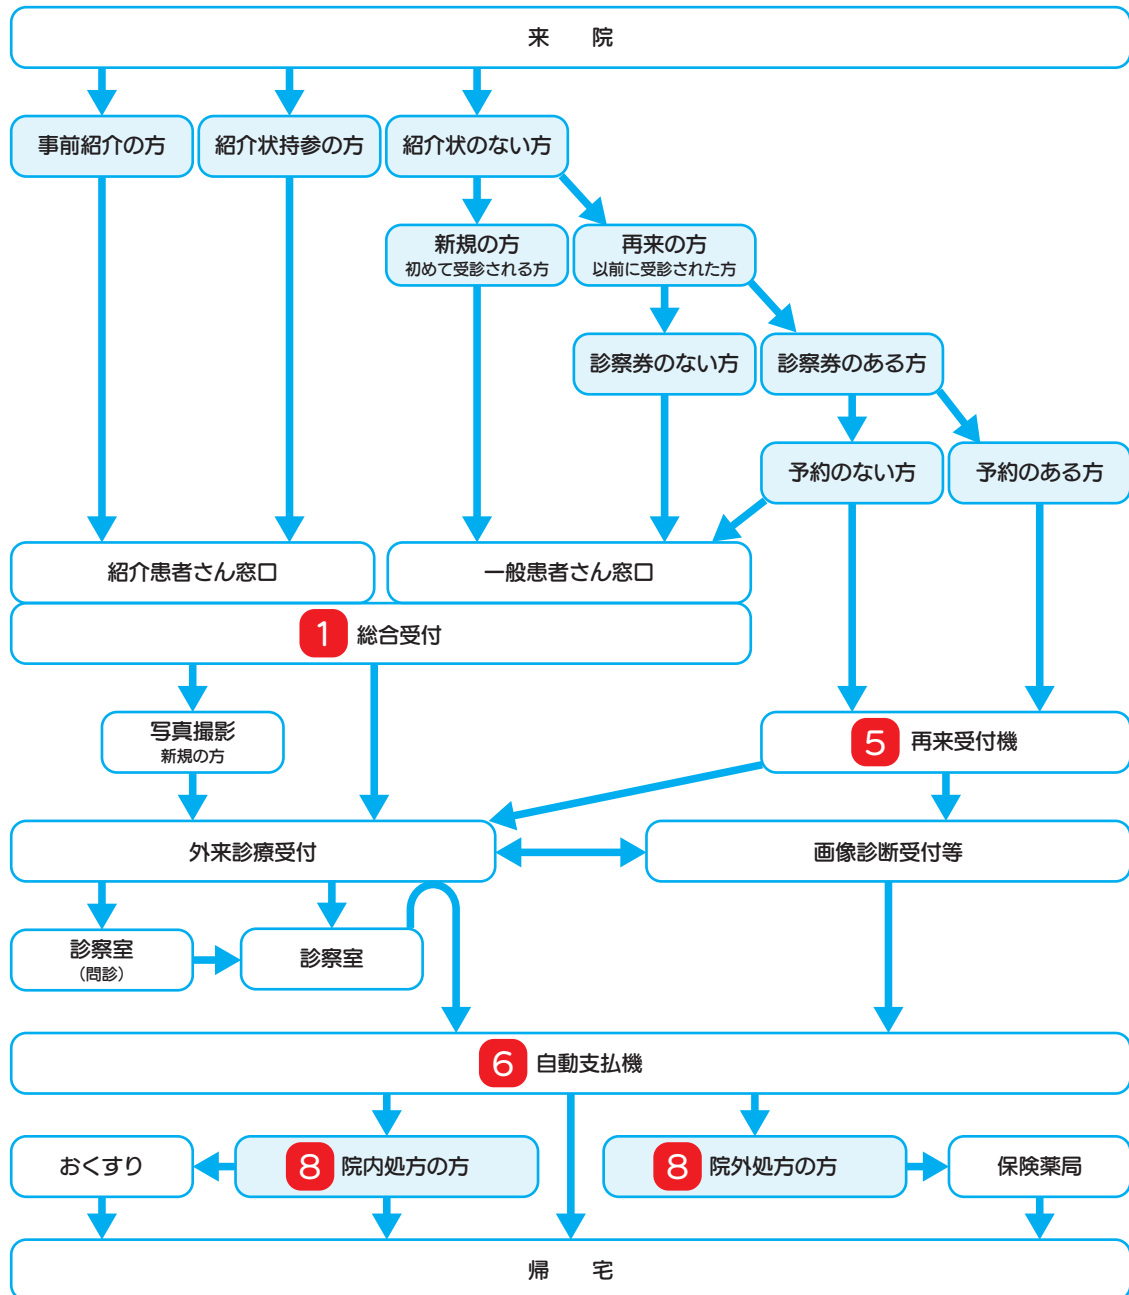 来　院
事前紹介の方
紹介状持参の方
紹介状のない方
新規の方
初めて受診される方
再来の方
以前に受診された方
診察券のない方
診察券のある方
予約のない方
予約のある方
紹介患者さん窓口
一般患者さん窓口
1 総合受付
写真撮影
新規の方
5 再来受付機
外来診療受付
画像診断受付等
診察室
（問診）
診察室
6 自動支払機
おくすり
8 院内処方の方
8 院外処方の方
保険薬局
帰　宅